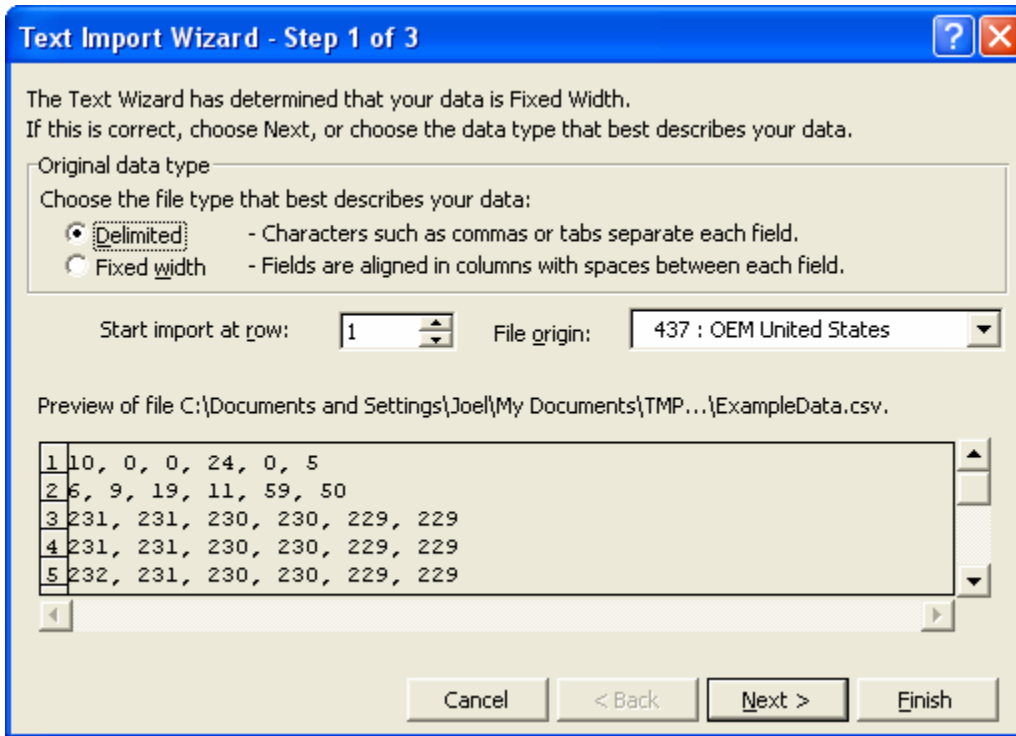 Text Import Wizard - Step 1 of 3
The Text Wizard has determined that your data is Fixed Width.
If this is correct, choose Next, or choose the data type that best describes your data.
Original data type
Choose the file type that best describes your data:
Delimited - Characters such as commas or tabs separate each field.
Fixed width - Fields are aligned in columns with spaces between each field.
Start import at row: 1 File origin: 437 : OEM United States
Preview of file C:\Documents and Settings\Joel\My Documents\TMP...\ExampleData.csv.
1 10, 0, 0, 24, 0, 5
2 6, 9, 19, 11, 59, 50
3 231, 231, 230, 230, 229, 229
4 231, 231, 230, 230, 229, 229
5 232, 231, 230, 230, 229, 229
Cancel < Back Next > Finish